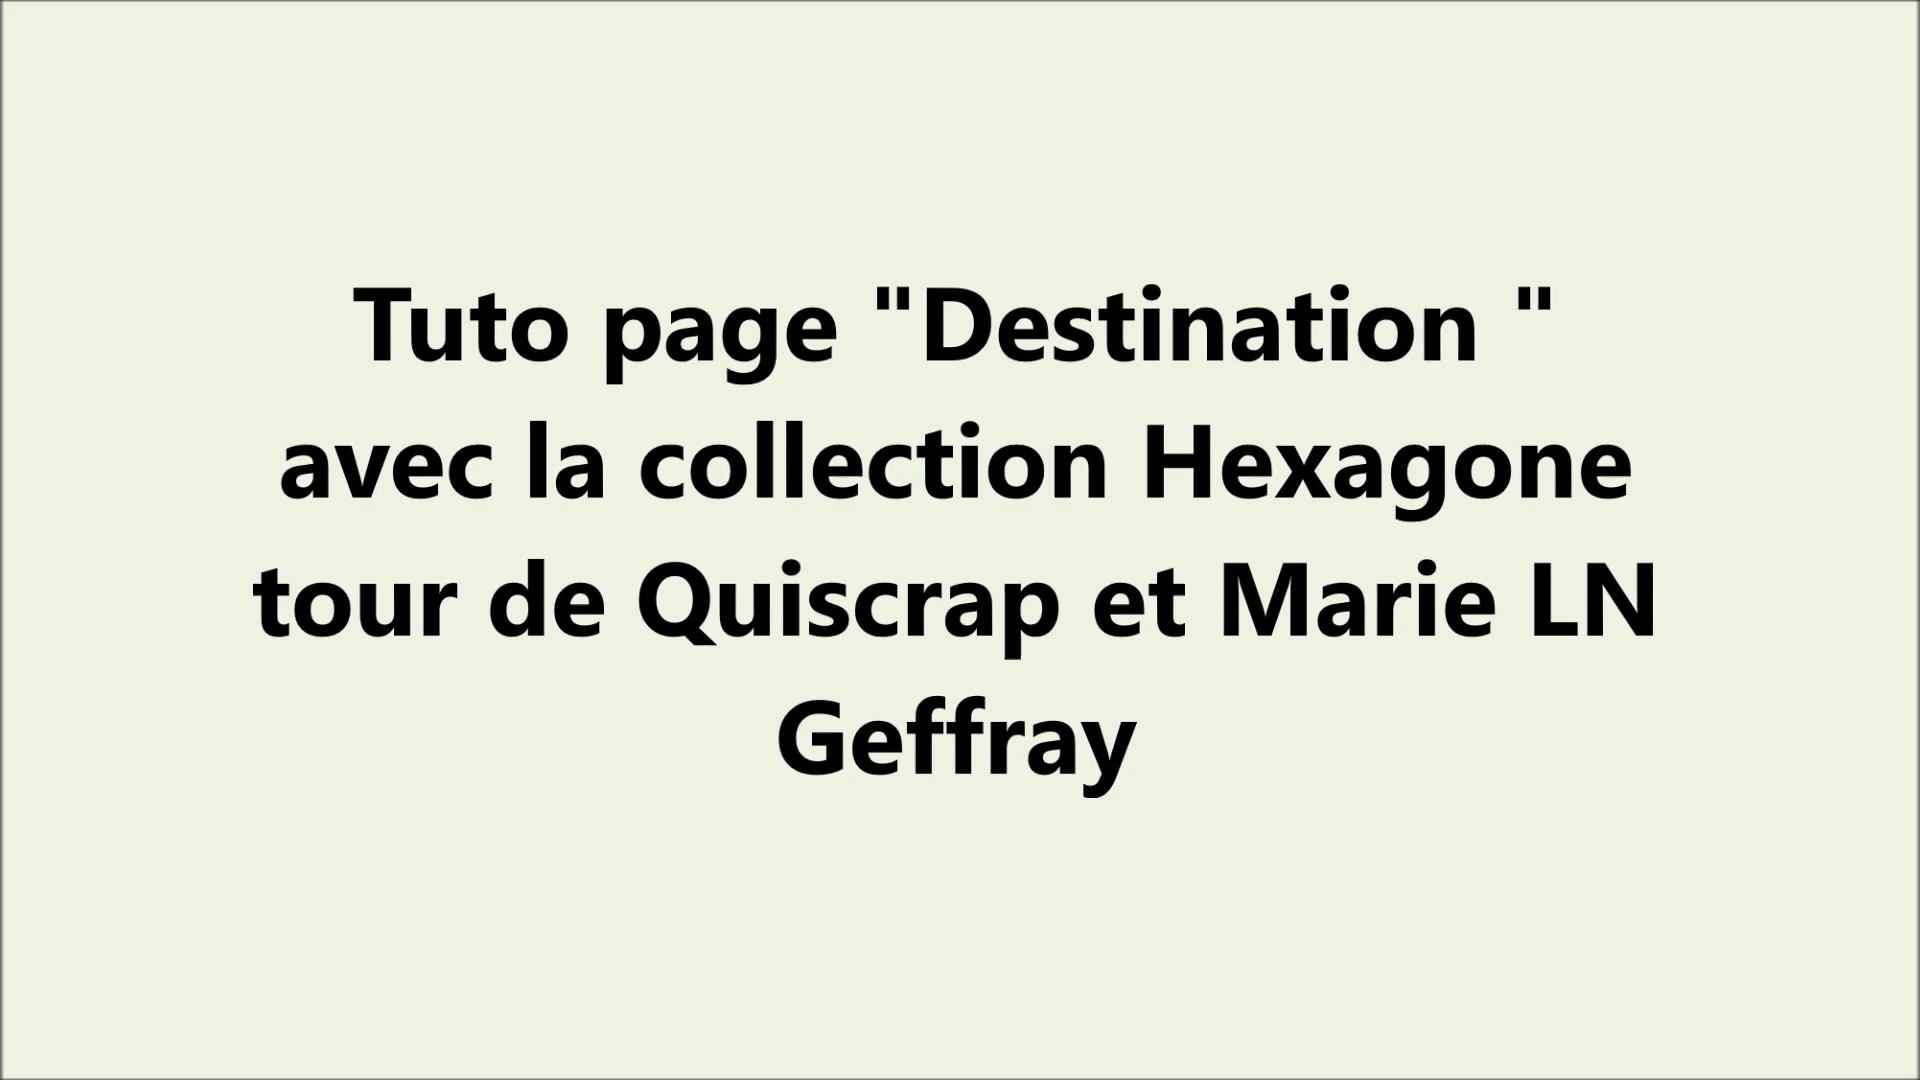 Tuto page "Destination "
avec la collection Hexagone
tour de Quiscrap et Marie LN
Geffray